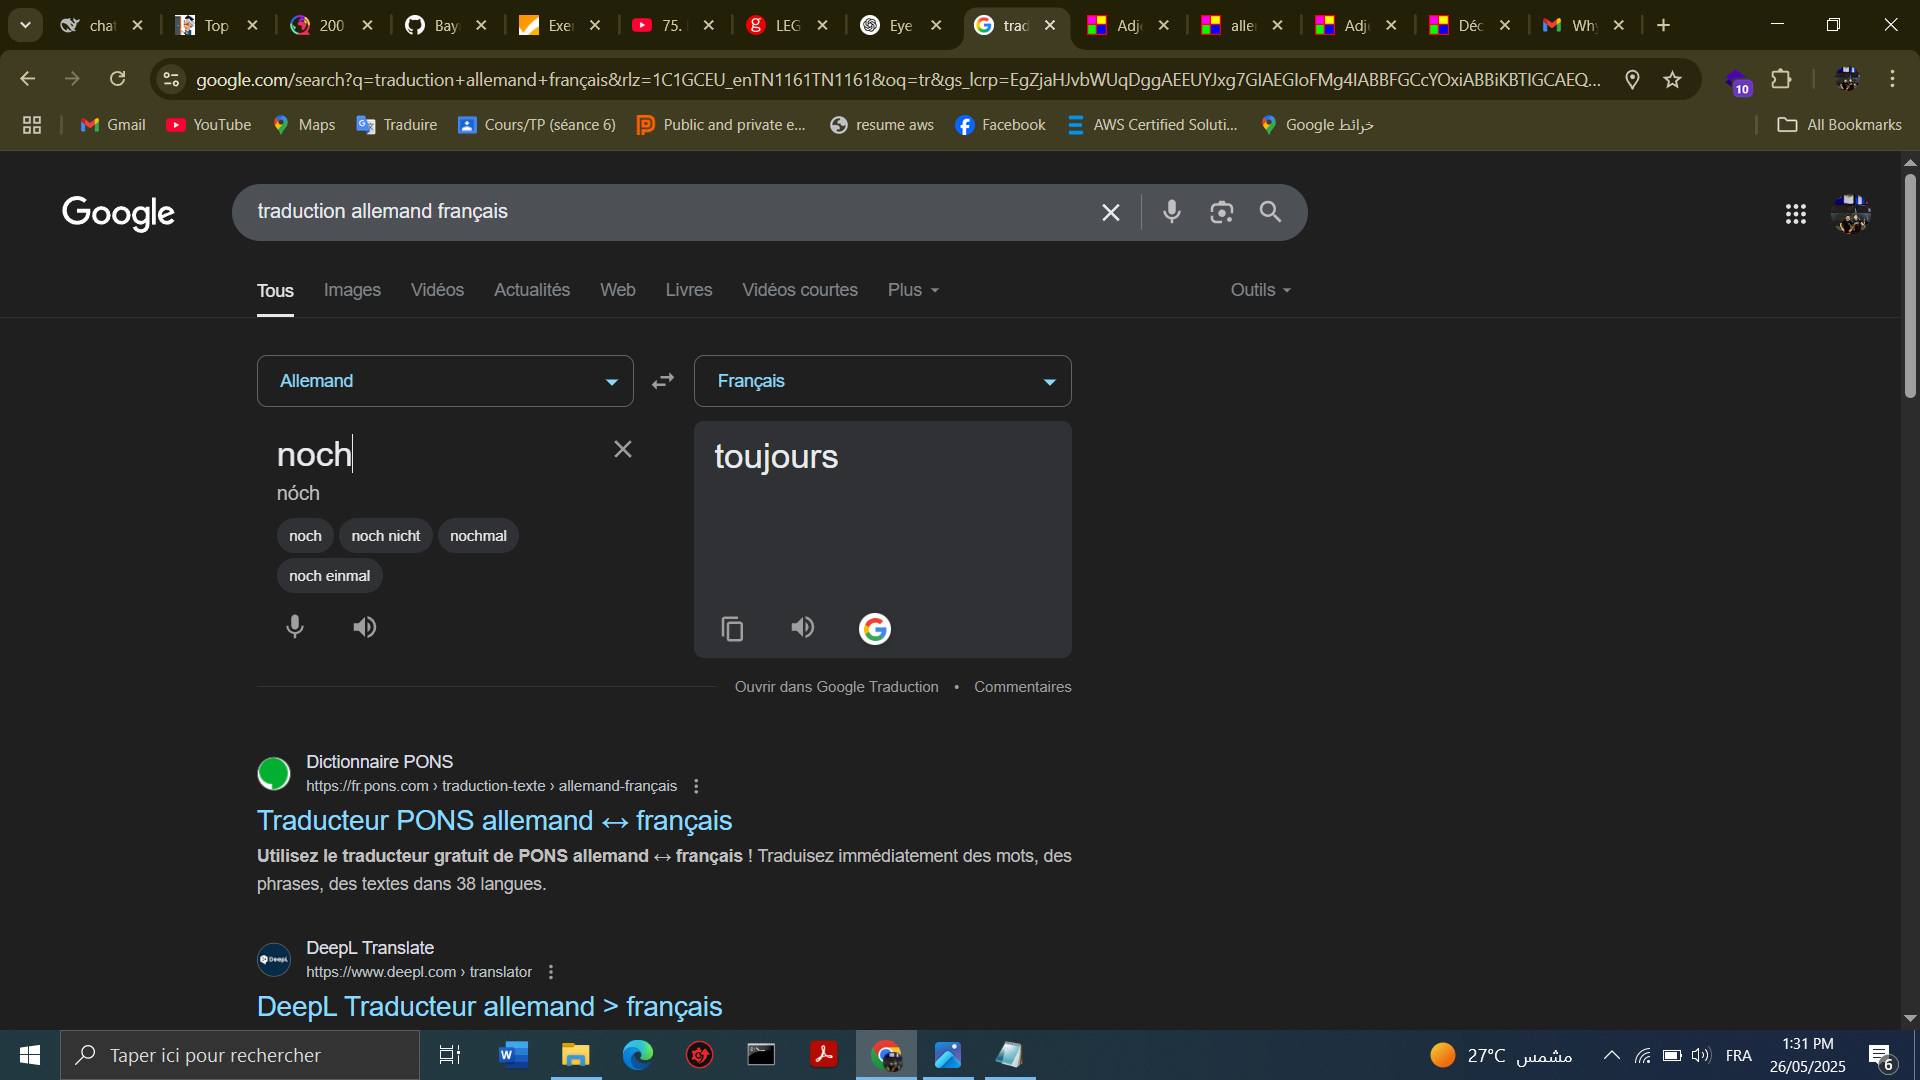 cha
Top
200
Bay
Exe
75.
LEG
Eye
trad
Adj
alle
Adj
Déc
Why
google.com/search?q=traduction+allemand+français&rlz=1C1GCEU_enTN1161TN1161&oq=tr&gs_lcrp=EgZjaHJvbWUqDggAEEUYJxg7GIAEGIoFMg4IABBFGCcYOxiABBiKBTIGCAEQ...
10
Gmail
YouTube
Maps
Traduire
Cours/TP (séance 6)
Public and private e...
resume aws
Facebook
AWS Certified Soluti...
خرائط Google
All Bookmarks
Google
traduction allemand français
Tous
Images
Vidéos
Actualités
Web
Livres
Vidéos courtes
Plus
Outils
Allemand
Français
noch
nóch
noch
noch nicht
nochmal
noch einmal
toujours
Ouvrir dans Google Traduction • Commentaires
Dictionnaire PONS
https://fr.pons.com › traduction-texte › allemand-français
Traducteur PONS allemand ↔ français
Utilisez le traducteur gratuit de PONS allemand ↔ français ! Traduisez immédiatement des mots, des
phrases, des textes dans 38 langues.
DeepL
DeepL Translate
https://www.deepl.com › translator
DeepL Traducteur allemand > français
Taper ici pour rechercher
27°C مشمس
FRA
1:31 PM
26/05/2025
6